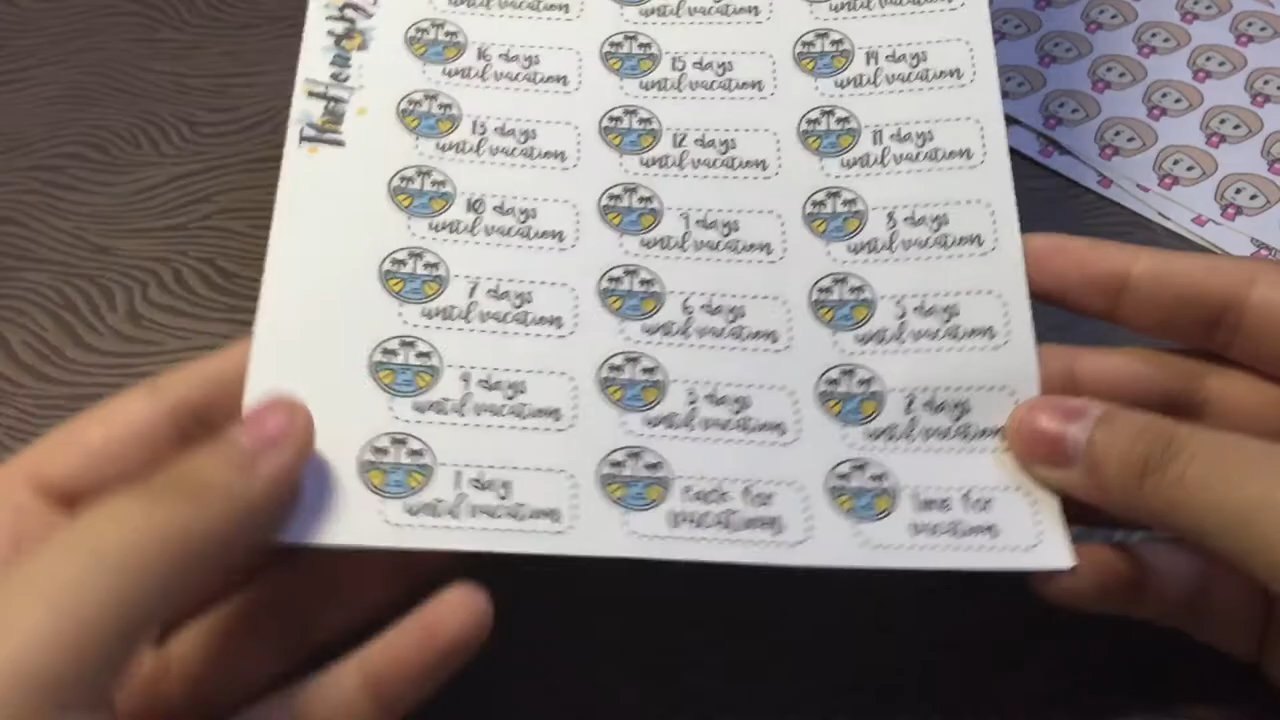 until vacation
until vacation
until vacation
16 days
until vacation
15 days
until vacation
14 days
until vacation
13 days
until vacation
12 days
until vacation
11 days
until vacation
10 days
until vacation
9 days
until vacation
8 days
until vacation
7 days
until vacation
6 days
until vacation
5 days
until vacation
4 days
until vacation
3 days
until vacation
2 days
until vacation
1 day
until vacation
Pack for
vacation
time for
vacation